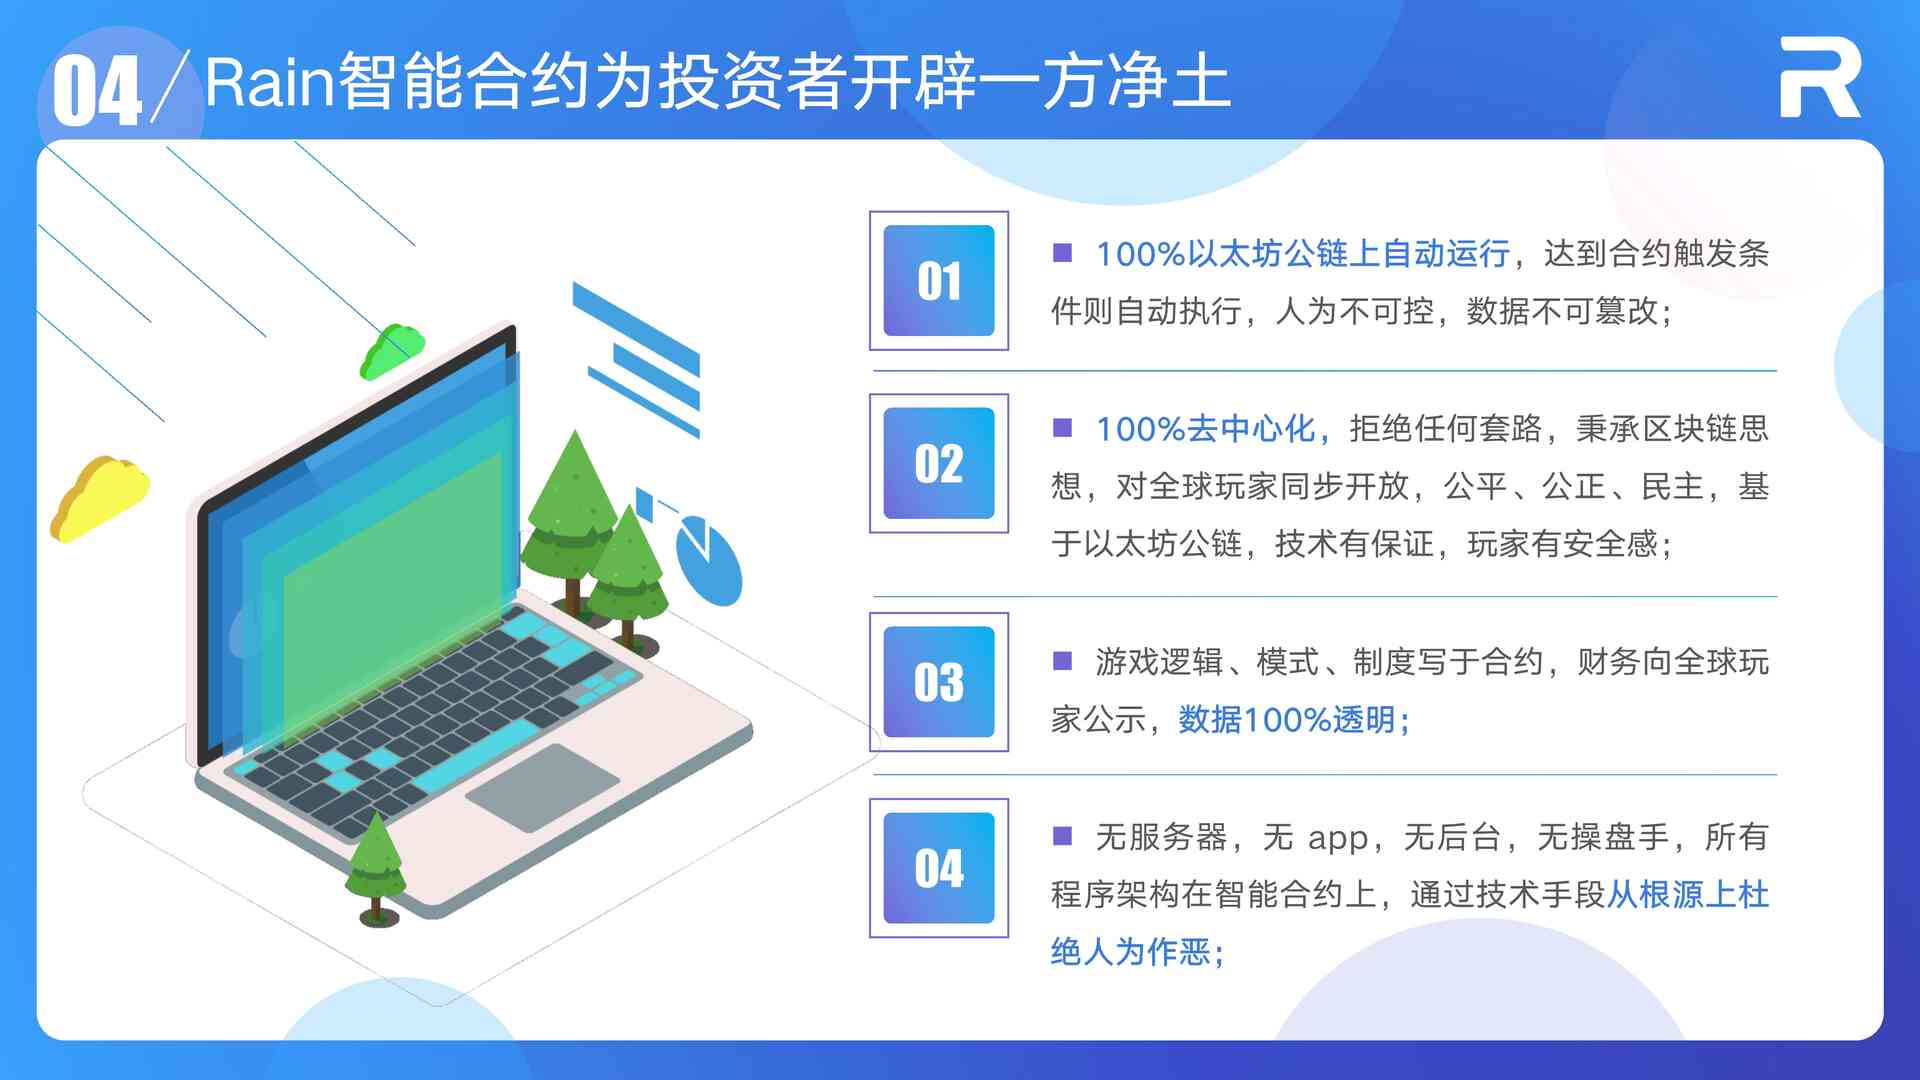 04/Rain智能合约为投资者开辟一方净土
R
01
■ 100%以太坊公链上自动运行，达到合约触发条
件则自动执行，人为不可控，数据不可篡改；
02
■ 100%去中心化，拒绝任何套路，秉承区块链思
想，对全球玩家同步开放，公平、公正、民主，基
于以太坊公链，技术有保证，玩家有安全感；
03
■ 游戏逻辑、模式、制度写于合约，财务向全球玩
家公示，数据100%透明；
04
■ 无服务器，无 app，无后台，无操盘手，所有
程序架构在智能合约上，通过技术手段从根源上杜
绝人为作恶；